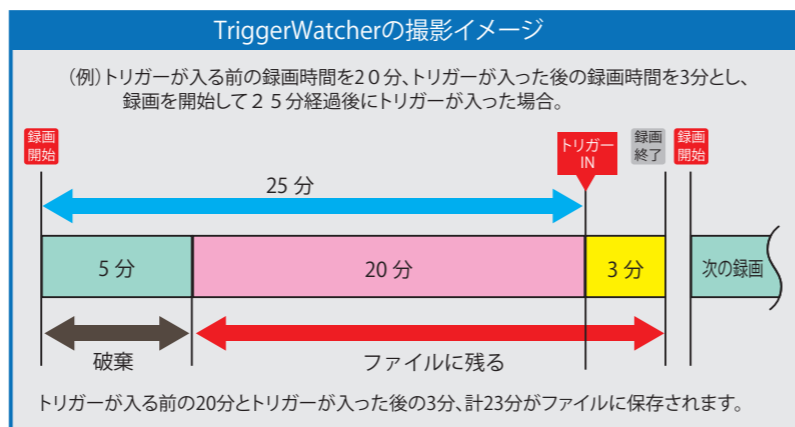 TriggerWatcherの撮影イメージ
（例）トリガーが入る前の録画時間を２０分、トリガーが入った後の録画時間を3分とし、
録画を開始して２５分経過後にトリガーが入った場合。
録画
開始
トリガー
IN
録画
終了
録画
開始
25 分
5 分
20 分
3 分
次の録画
破棄
ファイルに残る
トリガーが入る前の20分とトリガーが入った後の3分、計23分がファイルに保存されます。